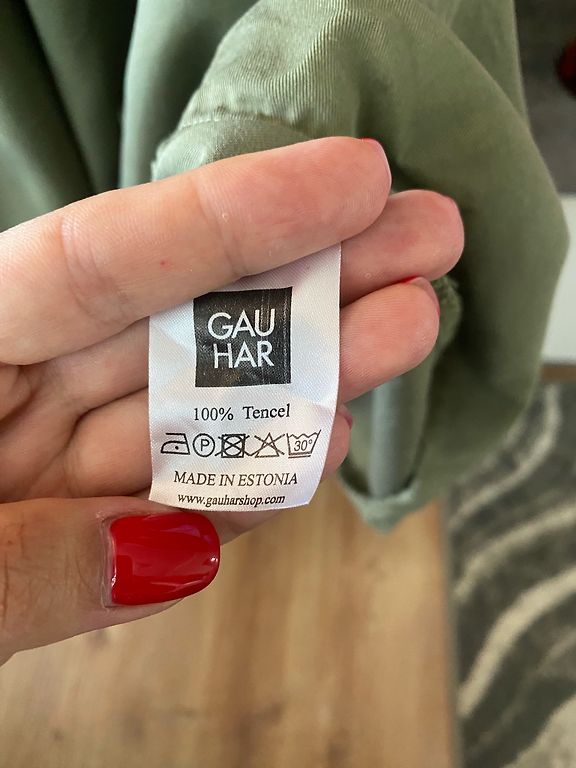 GAU
HAR
100% Tencel
P 30°
MADE IN ESTONIA
www.gauharshop.com